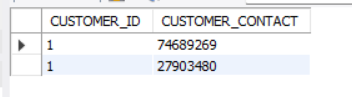 CUSTOMER_ID CUSTOMER_CONTACT
1 74689269
1 27903480